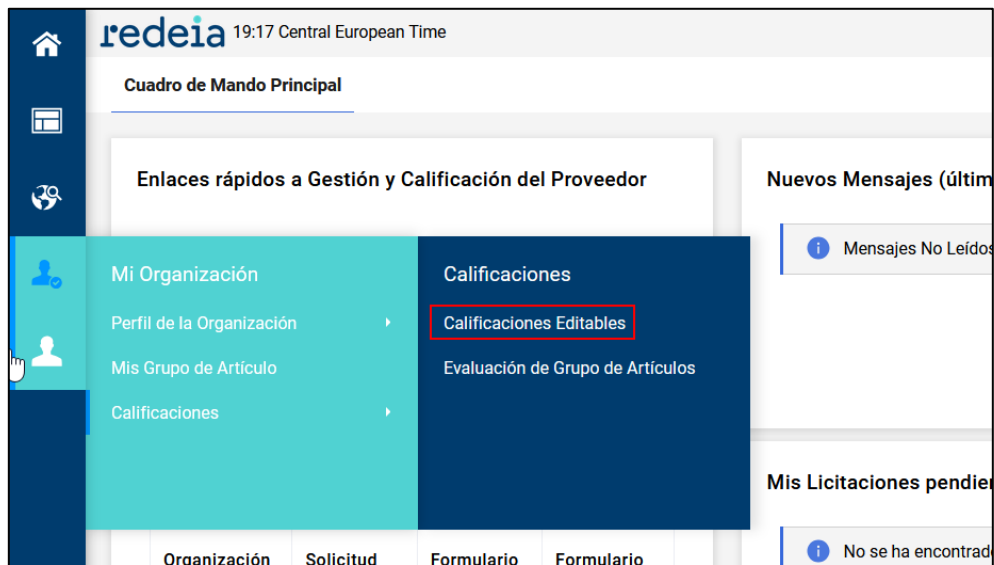 redeia 19:17 Central European Time
Cuadro de Mando Principal
Enlaces rápidos a Gestión y Calificación del Proveedor
Nuevos Mensajes (últim
Mensajes No Leídos
Mi Organización
Perfil de la Organización
Mis Grupo de Artículo
Calificaciones
Calificaciones
Calificaciones Editables
Evaluación de Grupo de Artículos
Mis Licitaciones pendier
No se ha encontrad
Organización Solicitud Formulario Formulario